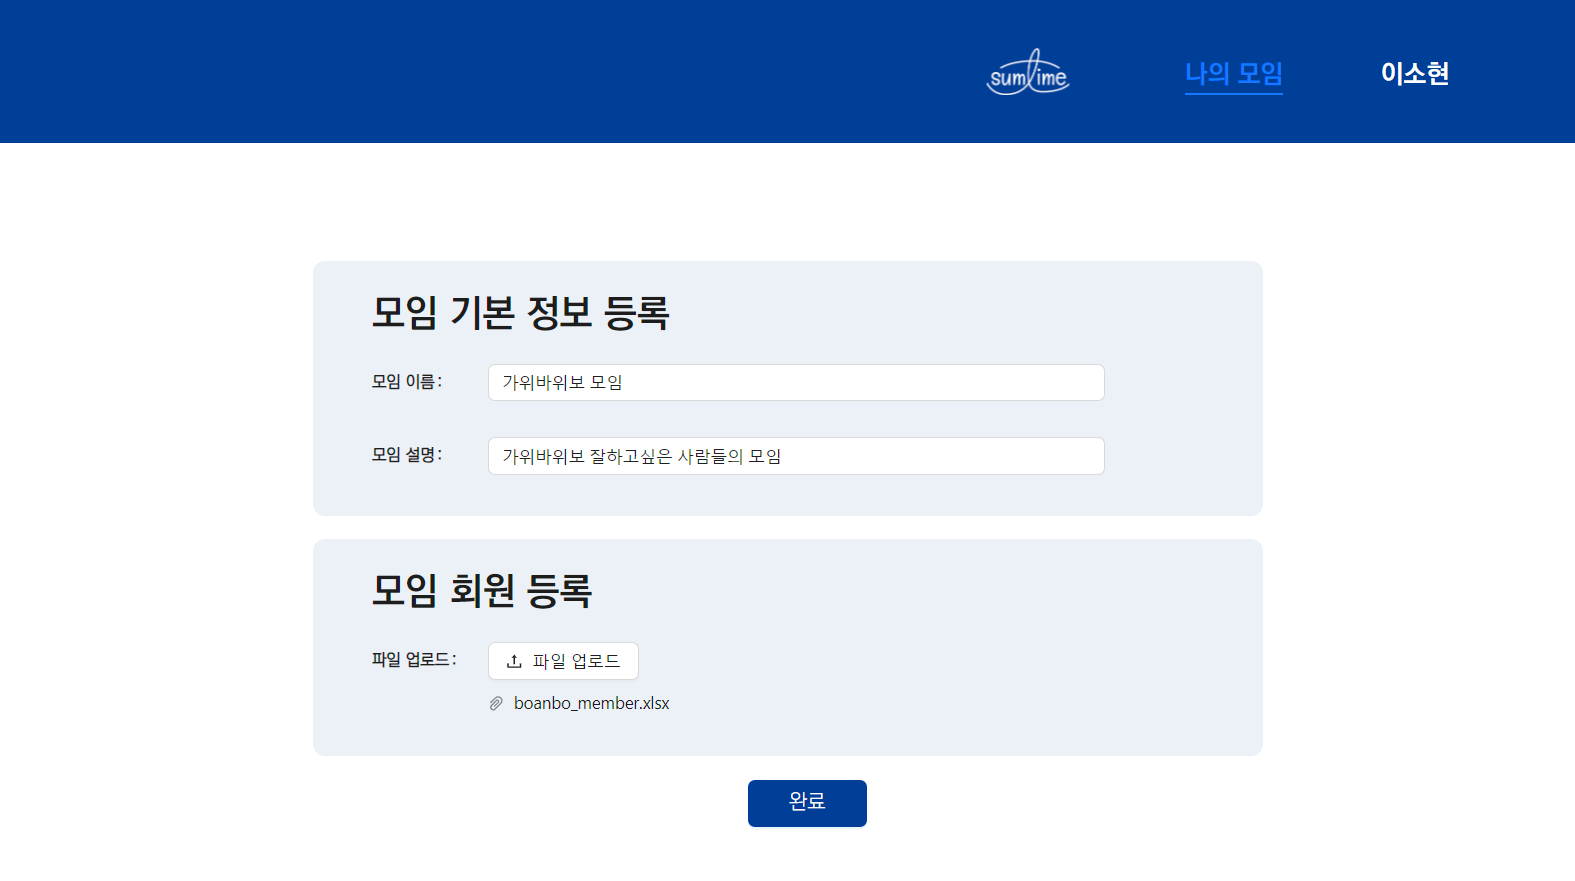 sumlime
나의 모임
이소현
모임 기본 정보 등록
모임 이름 :
가위바위보 모임
모임 설명 :
가위바위보 잘하고싶은 사람들의 모임
모임 회원 등록
파일 업로드 :
파일 업로드
boanbo_member.xlsx
완료